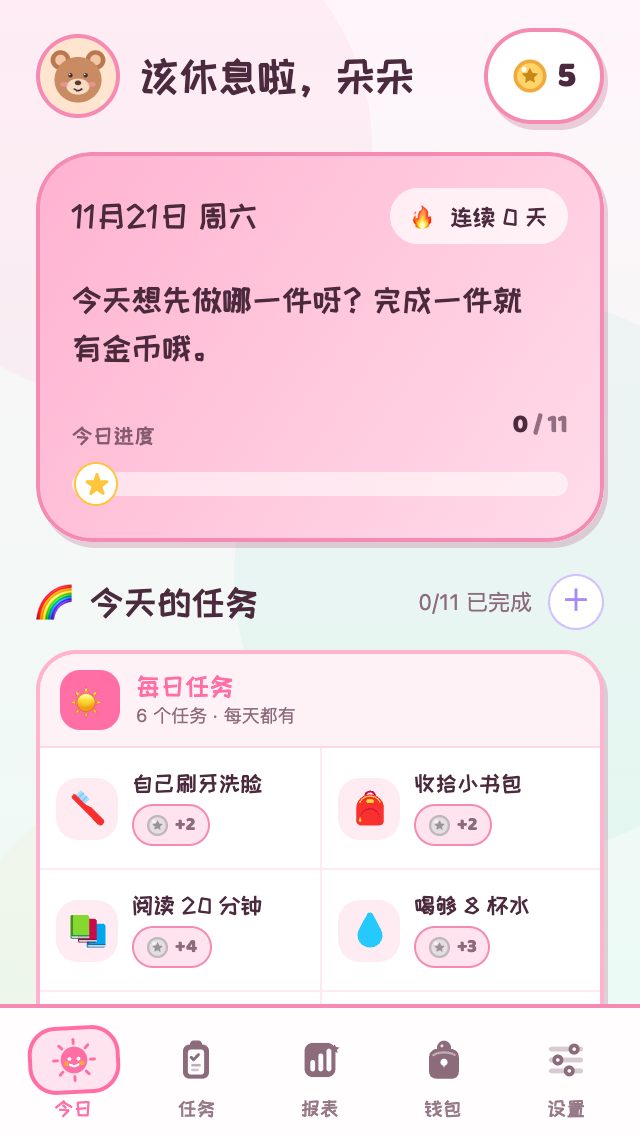 该休息啦，朵朵
5
11月21日 周六
连续 0 天
今天想先做哪一件呀？完成一件就
有金币哦。
今日进度
0 / 11
今天的任务
0/11 已完成
每日任务
6 个任务 · 每天都有
自己刷牙洗脸
+2
收拾小书包
+2
阅读 20 分钟
+4
喝够 8 杯水
+3
今日
任务
报表
钱包
设置